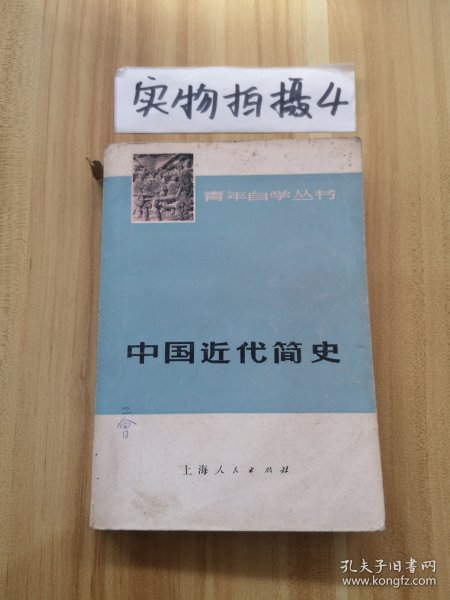 实物拍摄4
青年自学丛书
中国近代简史
上海人民出版社
孔夫子旧书网
www.kongfz.com